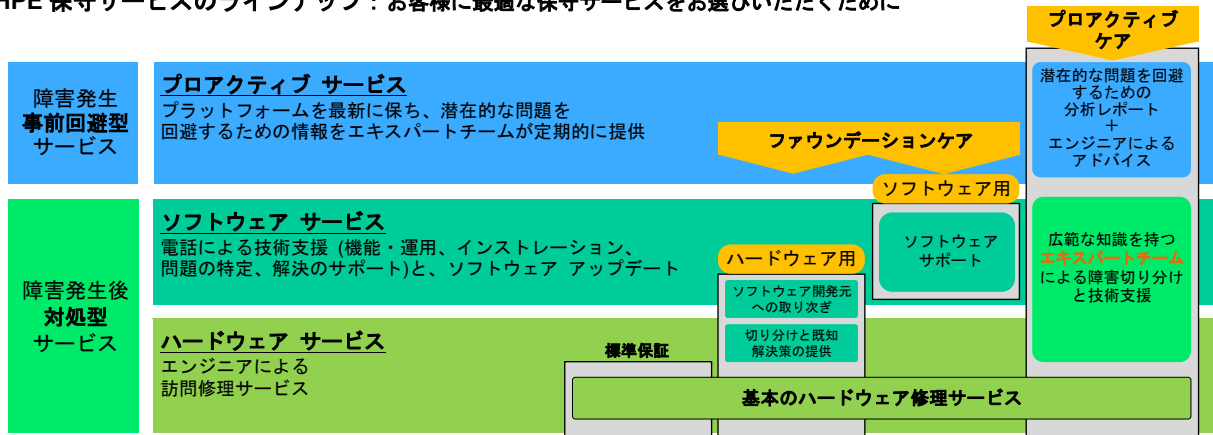 HPE 保守サービスのラインアップ：お客様に最適な保守サービスをお選びいただくために
プロアクティブ
ケア
障害発生
事前回避型
サービス
プロアクティブ サービス
プラットフォームを最新に保ち、潜在的な問題を
回避するための情報をエキスパートチームが定期的に提供
潜在的な問題を回避
するための
分析レポート
＋
エンジニアによる
アドバイス
ファウンデーションケア
ソフトウェア用
障害発生後
対処型
サービス
ソフトウェア サービス
電話による技術支援 (機能・運用、インストレーション、
問題の特定、解決のサポート)と、ソフトウェア アップデート
ソフトウェア
サポート
広範な知識を持つ
エキスパートチーム
による障害切り分け
と技術支援
ハードウェア用
ソフトウェア開発元
への取り次ぎ
切り分けと既知
解決策の提供
ハードウェア サービス
エンジニアによる
訪問修理サービス
標準保証
基本のハードウェア修理サービス